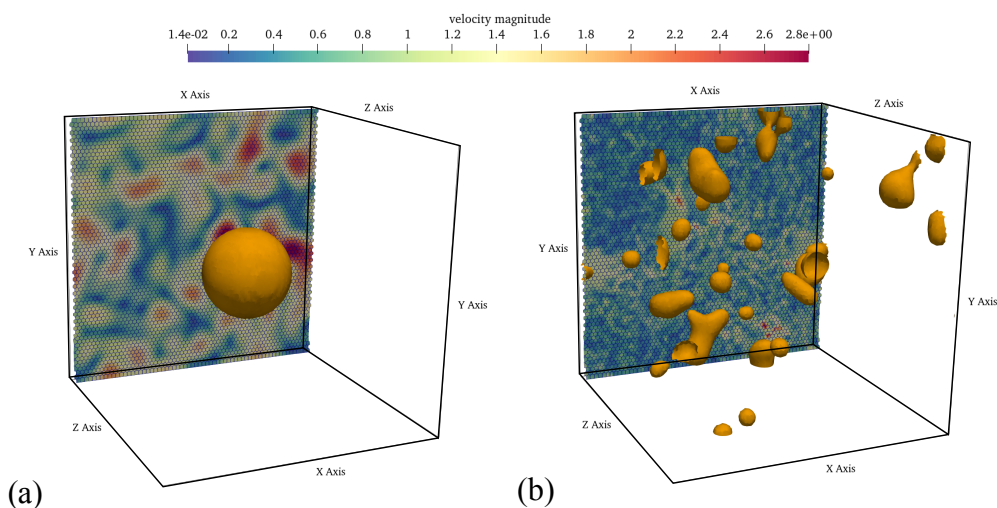 velocity magnitude
1.4e-02 0.2 0.4 0.6 0.8 1 1.2 1.4 1.6 1.8 2 2.2 2.4 2.6 2.8e+00
X Axis
Z Axis
Y Axis
Y Axis
Z Axis
X Axis
(a)
X Axis
Z Axis
Y Axis
Y Axis
Z Axis
X Axis
(b)